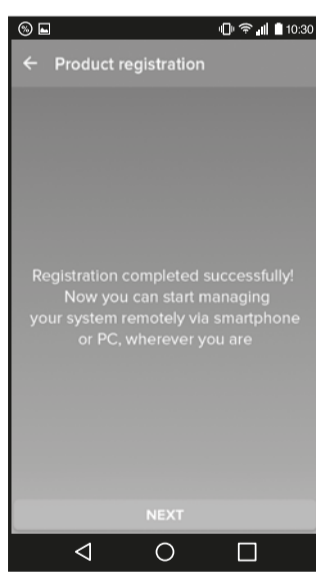 10:30
Product registration
Registration completed successfully!
Now you can start managing
your system remotely via smartphone
or PC, wherever you are
NEXT